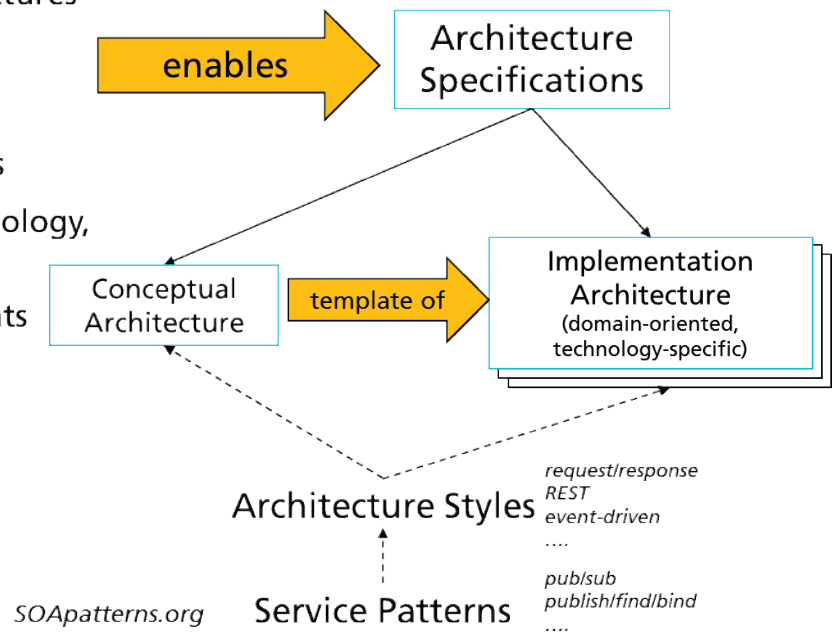 enables
Architecture
Specifications
ology,
Conceptual
Architecture
template of
Implementation
Architecture
(domain-oriented,
technology-specific)
Architecture Styles
request/response
REST
event-driven
....
SOApatterns.org
Service Patterns
pub/sub
publish/find/bind
....